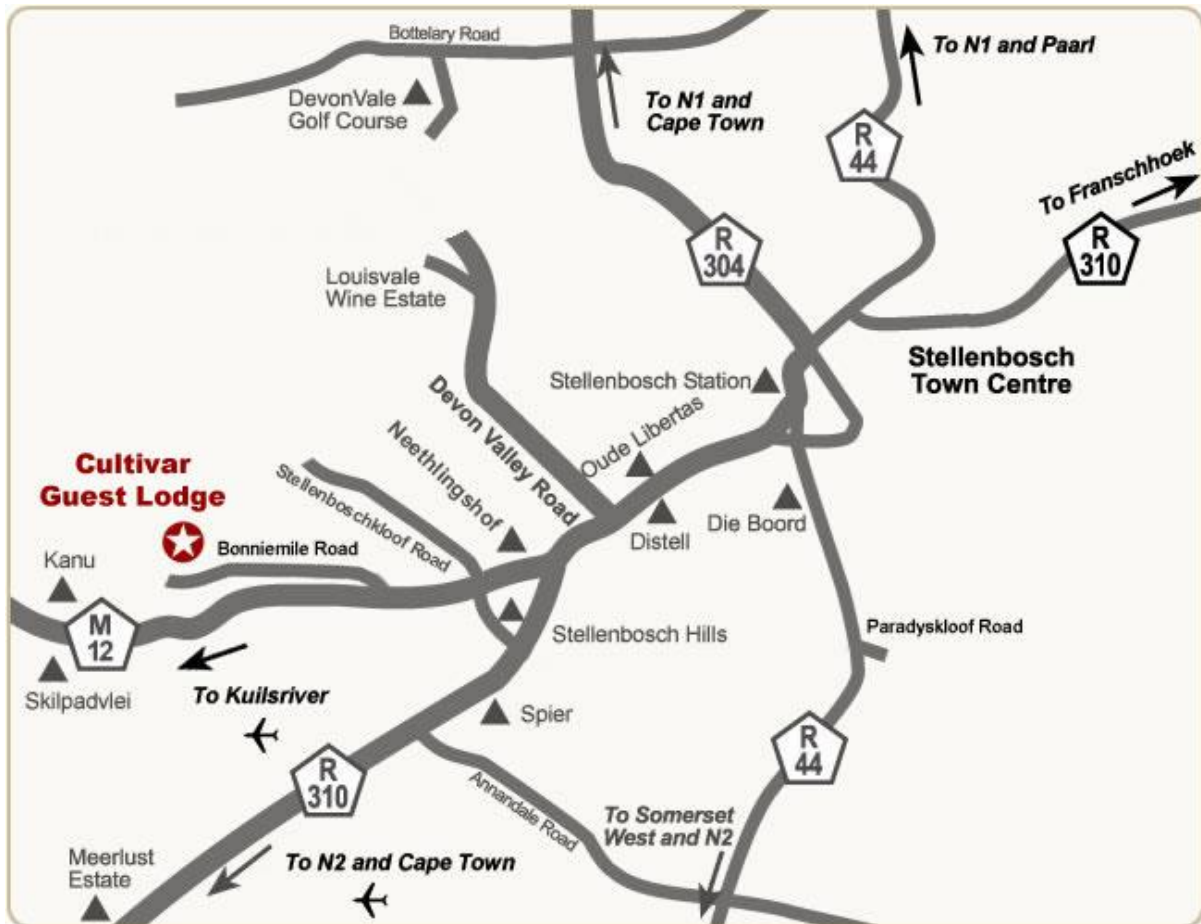 Bottelary Road
To N1 and Paarl
DevonVale
Golf Course
To N1 and
Cape Town
R
44
To Franschhoek
R
304
R
310
Louisvale
Wine Estate
Stellenbosch
Town Centre
Stellenbosch Station
Devon Valley Road
Oude Libertas
Neethlingshof
Cultivar
Guest Lodge
Stellenboschkloof Road
Die Boord
Distell
Bonniemile Road
Kanu
M
12
Stellenbosch Hills
Paradyskloof Road
Skilpadvlei
To Kuilsriver
Spier
R
44
R
310
Annandale Road
To Somerset
West and N2
Meerlust
Estate
To N2 and Cape Town